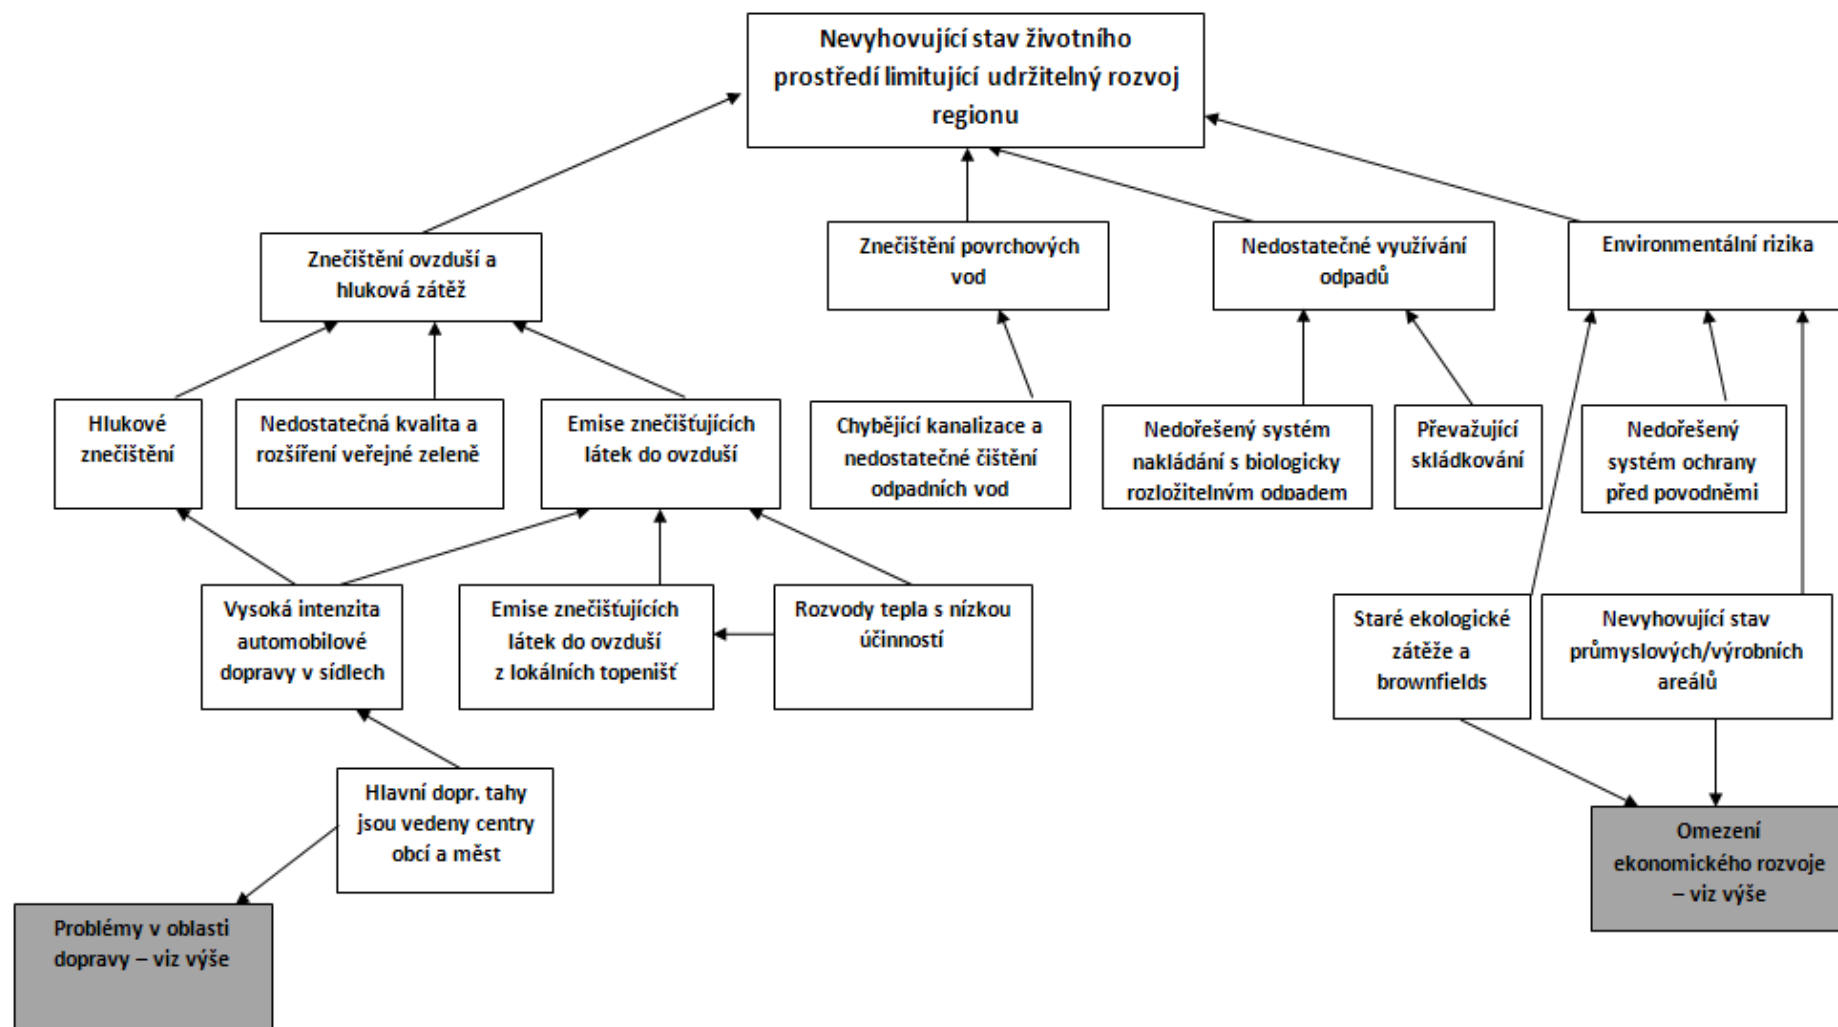 Nevyhovující stav životního
prostředí limitující udržitelný rozvoj
regionu
Znečištění ovzduší a
hluková zátěž
Znečištění povrchových
vod
Nedostatečné využívání
odpadů
Environmentální rizika
Hlukové
znečištění
Nedostatečná kvalita a
rozšíření veřejné zeleně
Emise znečišťujících
látek do ovzduší
Chybějící kanalizace a
nedostatečné čištění
odpadních vod
Nedořešený systém
nakládání s biologicky
rozložitelným odpadem
Převažující
skládkování
Nedořešený
systém ochrany
před povodněmi
Vysoká intenzita
automobilové
dopravy v sídlech
Emise znečišťujících
látek do ovzduší
z lokálních topenišť
Rozvody tepla s nízkou
účinností
Staré ekologické
zátěže a
brownfields
Nevyhovující stav
průmyslových/výrobních
areálů
Hlavní dopr. tahy
jsou vedeny centry
obcí a měst
Omezení
ekonomického rozvoje
– viz výše
Problémy v oblasti
dopravy – viz výše